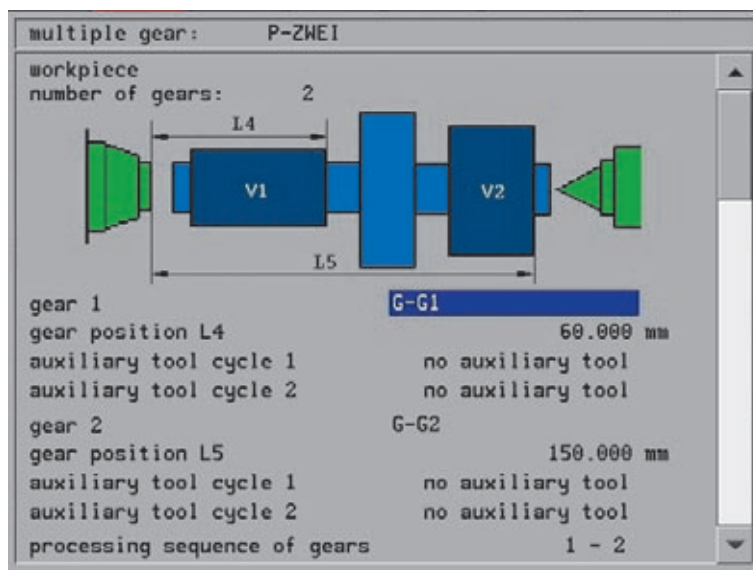 multiple gear: P-ZWEI
workpiece
number of gears: 2
L4
V1
V2
L5
gear 1 G-G1
gear position L4 60.000 mm
auxiliary tool cycle 1 no auxiliary tool
auxiliary tool cycle 2 no auxiliary tool
gear 2 G-G2
gear position L5 150.000 mm
auxiliary tool cycle 1 no auxiliary tool
auxiliary tool cycle 2 no auxiliary tool
processing sequence of gears 1 - 2